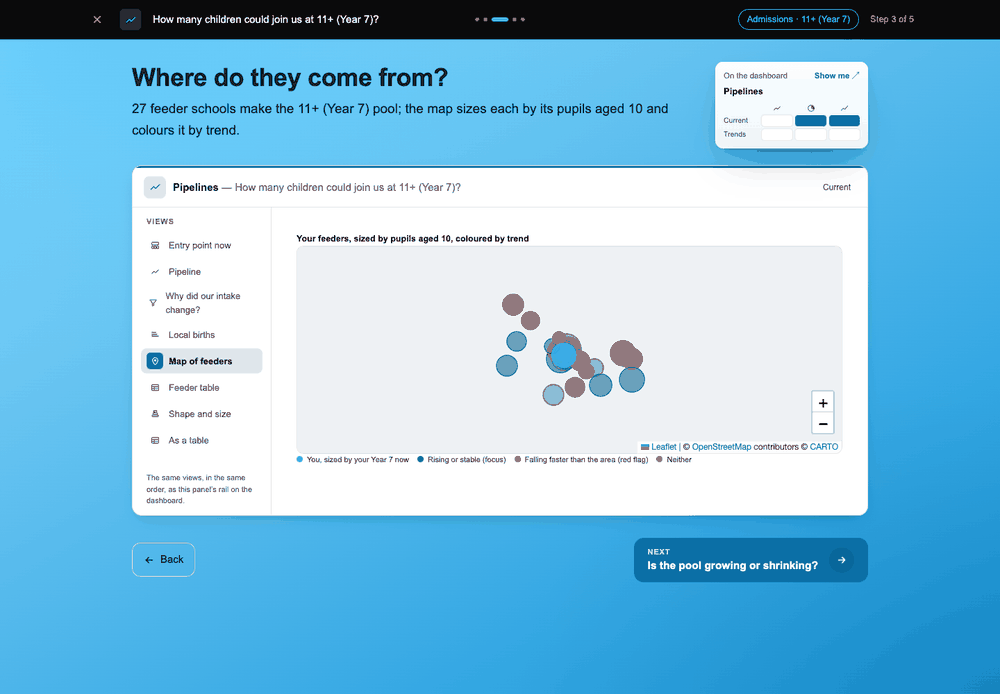 How many children could join us at 11+ (Year 7)?
Admissions · 11+ (Year 7)
Step 3 of 5
Where do they come from?
27 feeder schools make the 11+ (Year 7) pool; the map sizes each by its pupils aged 10 and
colours it by trend.
On the dashboard
Show me
Pipelines
Current
Trends
Pipelines — How many children could join us at 11+ (Year 7)?
Current
VIEWS
Entry point now
Pipeline
Why did our intake
change?
Local births
Map of feeders
Feeder table
Shape and size
As a table
The same views, in the same
order, as this panel's rail on the
dashboard.
Your feeders, sized by pupils aged 10, coloured by trend
+
−
Leaflet | © OpenStreetMap contributors © CARTO
You, sized by your Year 7 now
Rising or stable (focus)
Falling faster than the area (red flag)
Neither
← Back
NEXT
Is the pool growing or shrinking? →